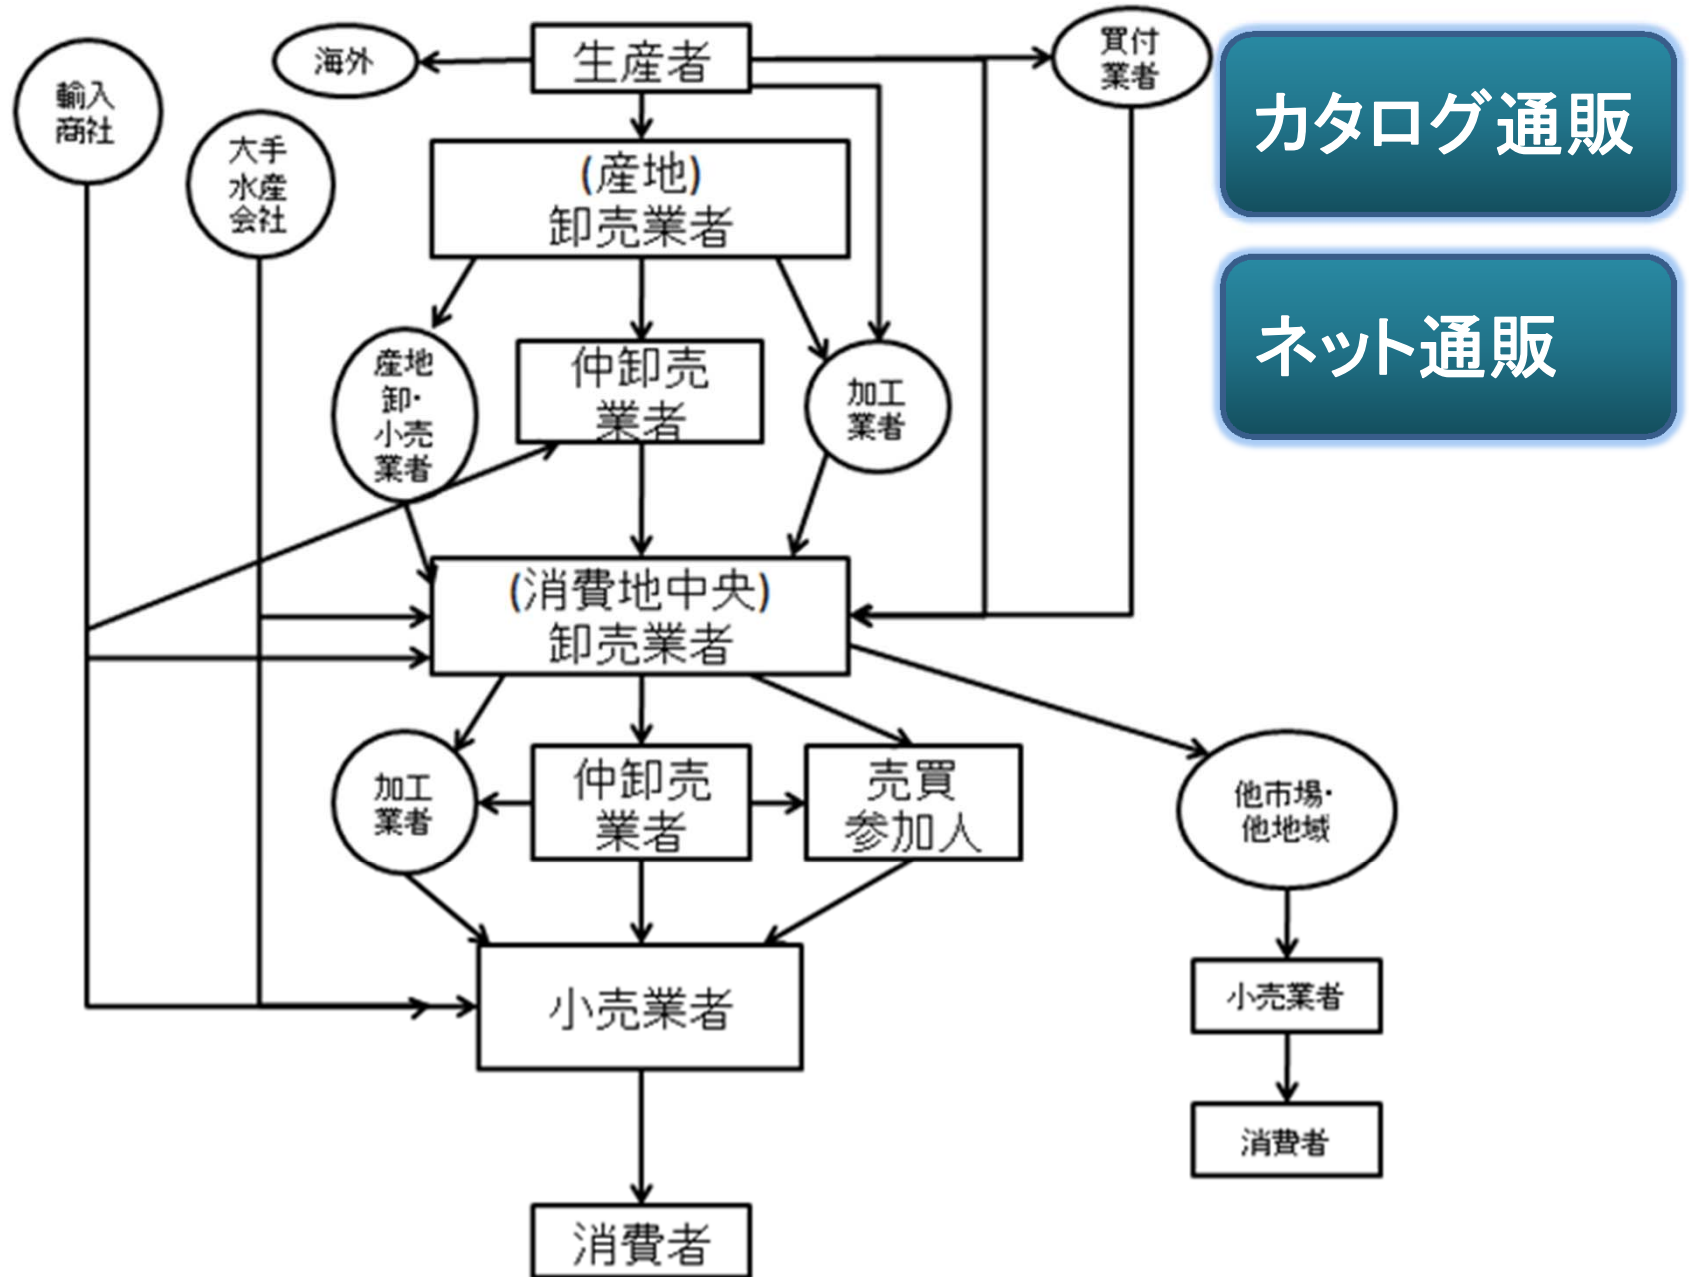 海外
生産者
買付
業者
カタログ通販
輸入
商社
大手
水産
会社
(産地)
卸売業者
ネット通販
産地
卸・
小売
業者
仲卸売
業者
加工
業者
(消費地中央)
卸売業者
加工
業者
仲卸売
業者
売買
参加人
他市場・
他地域
小売業者
小売業者
消費者
消費者